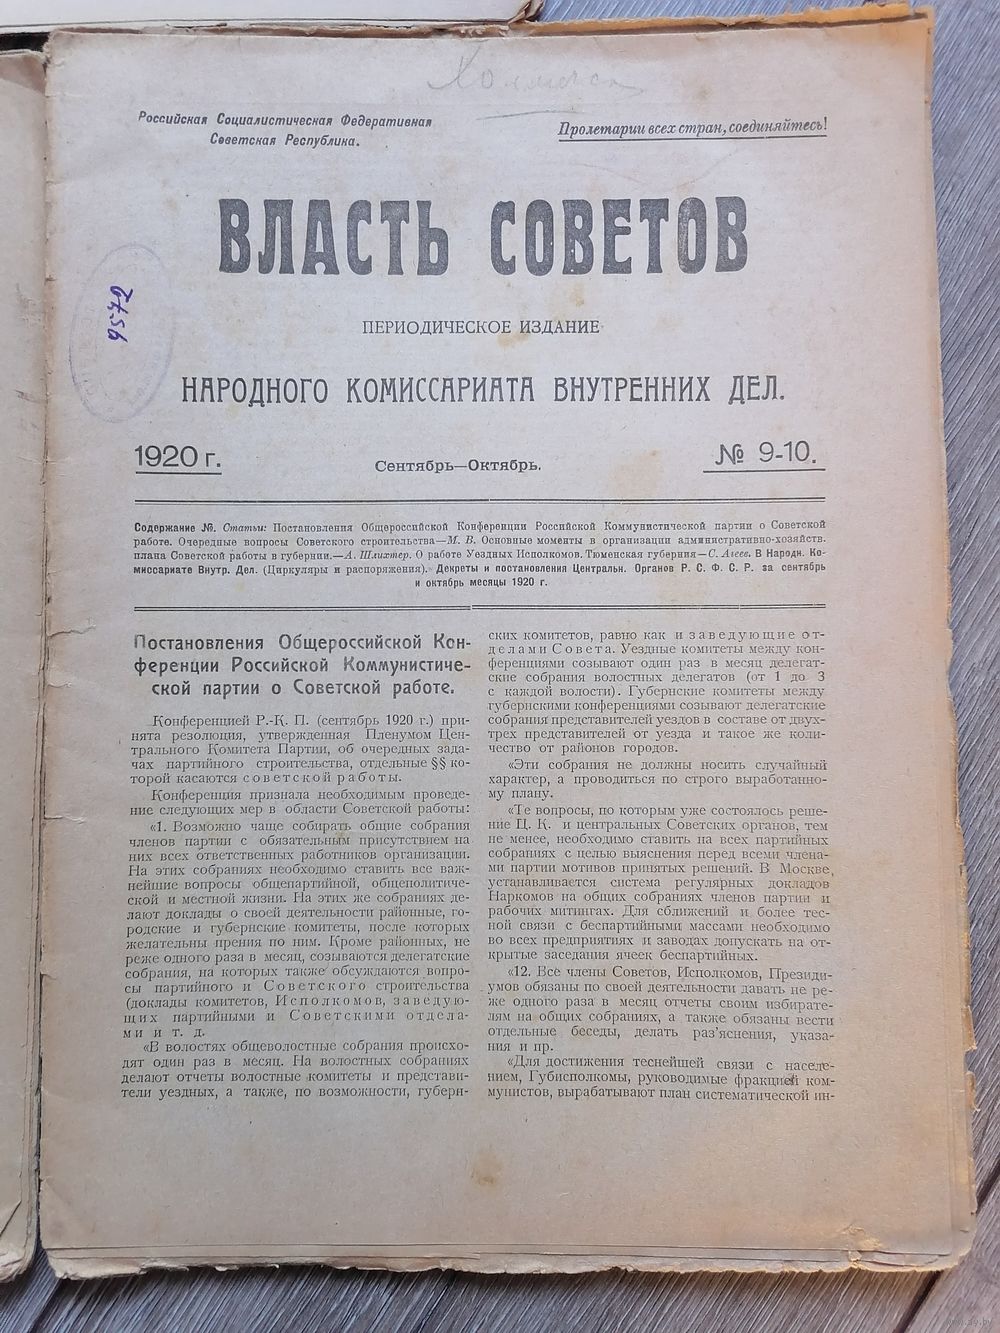 Российская Социалистическая Федеративная
Советская Республика.
Пролетарии всех стран, соединяйтесь!
ВЛАСТЬ СОВЕТОВ
9572
ПЕРИОДИЧЕСКОЕ ИЗДАНИЕ
НАРОДНОГО КОМИССАРИАТА ВНУТРЕННИХ ДЕЛ.
1920 г.
Сентябрь—Октябрь.
№ 9-10.
Содержание №. Статьи: Постановления Общероссийской Конференции Российской Коммунистической партии о Советской
работе. Очередные вопросы Советского строительства—М. В. Основные моменты в организации административно-хозяйств.
плана Советской работы в губернии.—А. Шлихтер. О работе Уездных Исполкомов. Тюменская губерния—С. Агеев. В Народн. Ко-
миссариате Внутр. Дел. (Циркуляры и распоряжения). Декреты и постановления Центральн. Органов Р. С. Ф. С. Р. за сентябрь
и октябрь месяцы 1920 г.
Постановления Общероссийской Кон-
ференции Российской Коммунистиче-
ской партии о Советской работе.
Конференцией Р.-К. П. (сентябрь 1920 г.) при-
нята резолюция, утвержденная Пленумом Цен-
трального Комитета Партии, об очередных зада-
чах партийного строительства, отдельные §§ ко-
торой касаются советской работы.
Конференция признала необходимым проведе-
ние следующих мер в области Советской работы:
«1. Возможно чаще собирать общие собрания
членов партии с обязательным присутствием на
них всех ответственных работников организации.
На этих собраниях необходимо ставить все важ-
нейшие вопросы общепартийной, общеполитиче-
ской и местной жизни. На этих же собраниях де-
лают доклады о своей деятельности районные, го-
родские и губернские комитеты, после которых
желательны прения по ним. Кроме районных, не
реже одного раза в месяц, созываются делегатские
собрания, на которых также обсуждаются вопро-
сы партийного и Советского строительства
(доклады комитетов, Исполкомов, заведую-
щих партийными и Советскими отдела-
ми и т. д.
«В волостях общеволостные собрания происхо-
дят один раз в месяц. На волостных собраниях
делают отчеты волостные комитеты и представи-
тели уездных, а также, по возможности, губерн-
ских комитетов, равно как и заведующие от-
делами Совета. Уездные комитеты между кон-
ференциями созывают один раз в месяц делегат-
ские собрания волостных делегатов (от 1 до 3
с каждой волости). Губернские комитеты между
губернскими конференциями созывают делегатские
собрания представителей уездов в составе от двух-
трех представителей от уезда и такое же коли-
чество от районов городов.
«Эти собрания не должны носить случайный
характер, а проводиться по строго выработанно-
му плану.
«Те вопросы, по которым уже состоялось реше-
ние Ц. К. и центральных Советских органов, тем
не менее, необходимо ставить на всех партийных
собраниях с целью выяснения перед всеми члена-
ми партии мотивов принятых решений. В Москве,
устанавливается система регулярных докладов
Наркомов на общих собраниях членов партии и
рабочих митингах. Для сближений и более тес-
ной связи с беспартийными массами необходимо
во всех предприятиях и заводах допускать на от-
крытые заседания ячеек беспартийных.
«12. Все члены Советов, Исполкомов, Президи-
умов обязаны по своей деятельности давать не ре-
же одного раза в месяц отчеты своим избирате-
лям на общих собраниях, а также обязаны вести
отдельные беседы, делать раз'яснения, указа-
ния и пр.
«Для достижения теснейшей связи с населе-
нием, Губисполкомы, руководимые фракцией ком-
мунистов, вырабатывают план систематической ин-